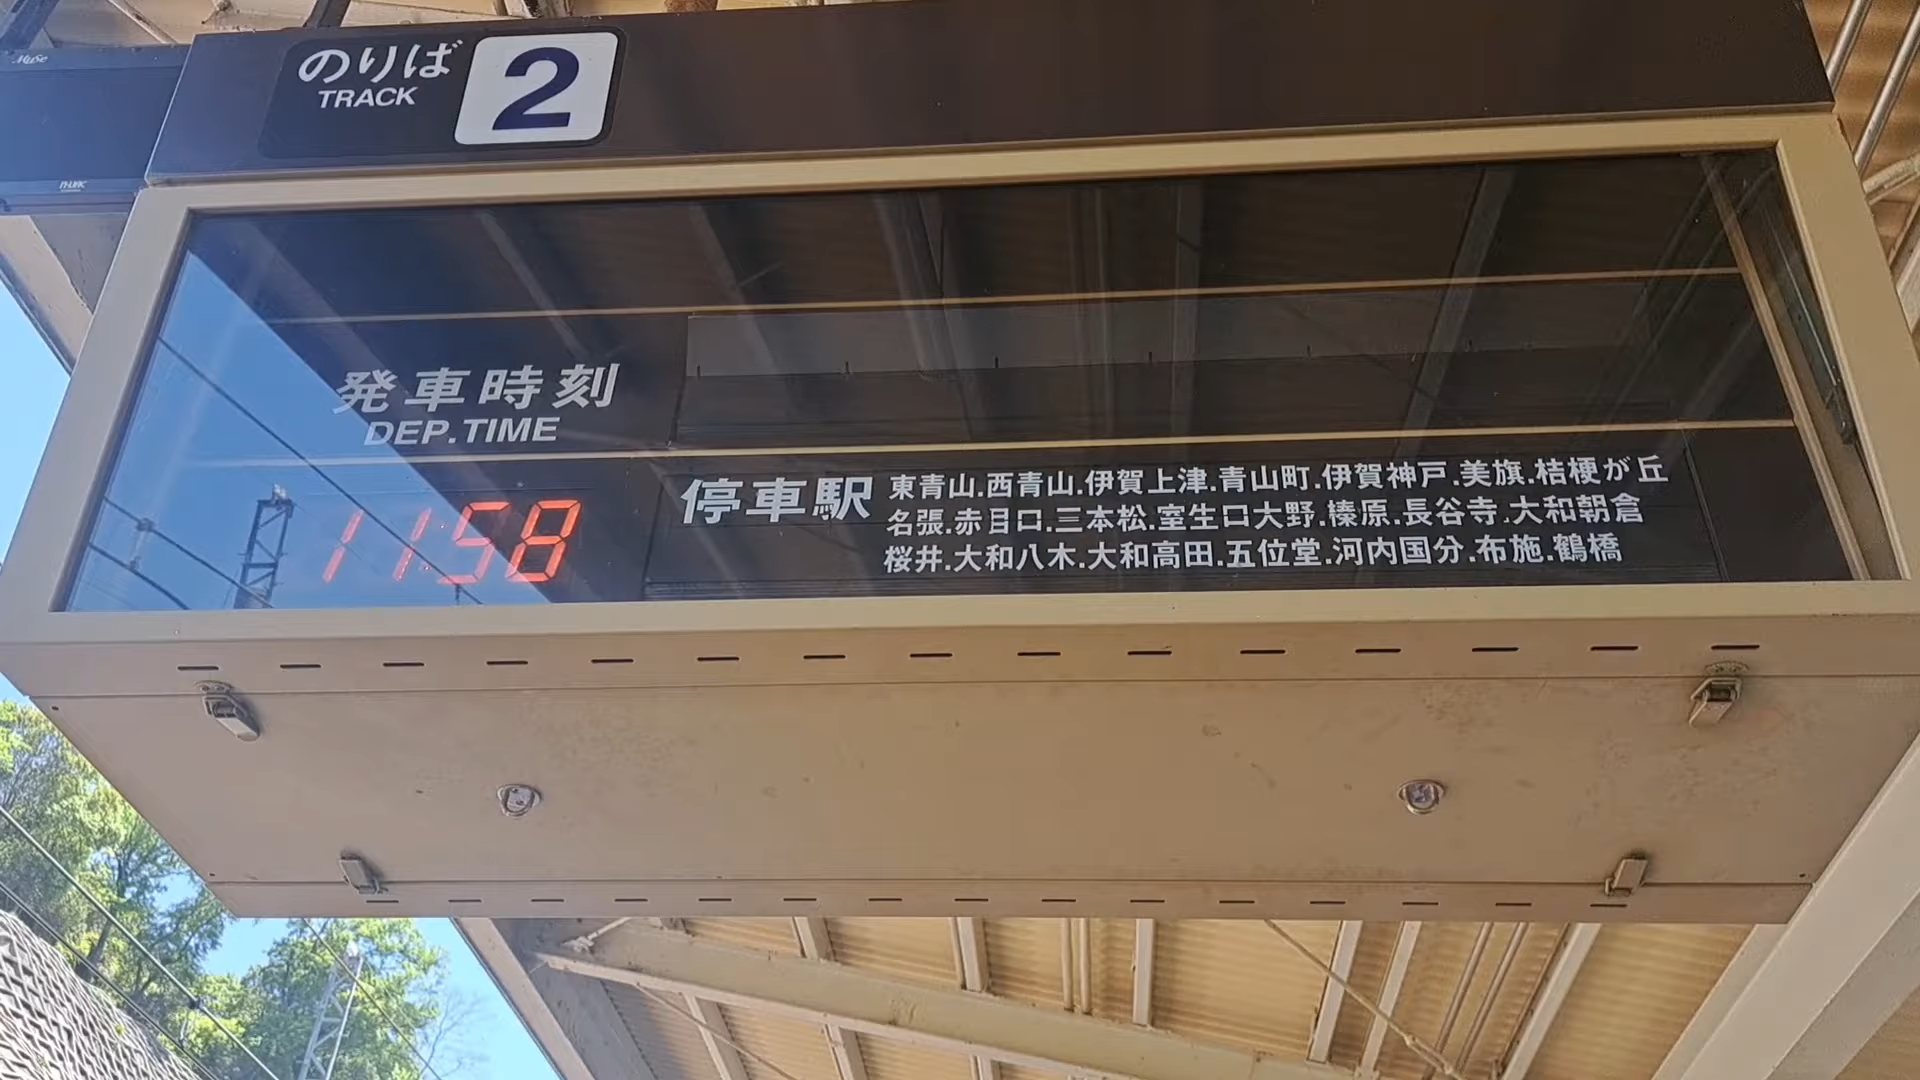 MUSE
のりば 2
TRACK
発車時刻
DEP.TIME
11:58
停車駅
東青山.西青山.伊賀上津.青山町.伊賀神戸.美旗.桔梗が丘
名張.赤目口.三本松.室生口大野.榛原.長谷寺.大和朝倉
桜井.大和八木.大和高田.五位堂.河内国分.布施.鶴橋